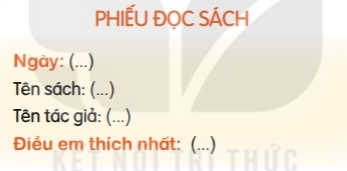 PHIẾU ĐỌC SÁCH
Ngày: (...)
Tên sách: (...)
Tên tác giả: (...)
Điều em thích nhất: (...)
KẾT NỐI TRI THỨC